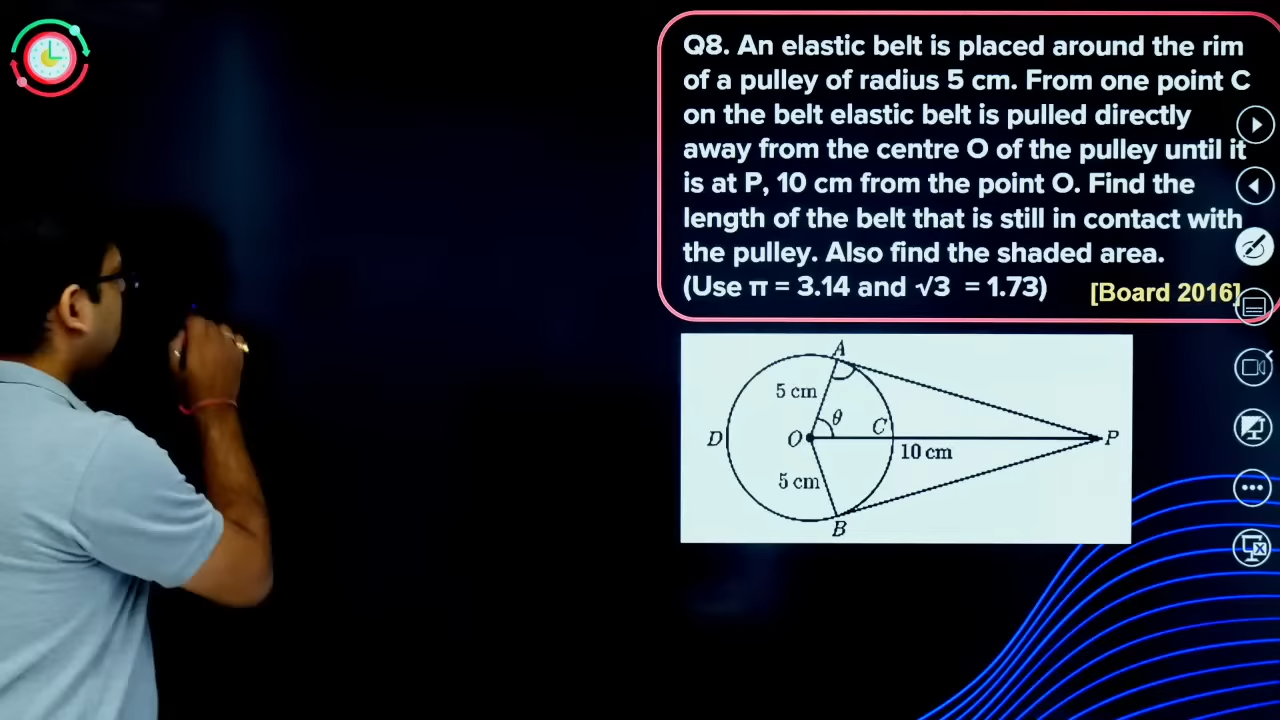 Q8. An elastic belt is placed around the rim
of a pulley of radius 5 cm. From one point C
on the belt elastic belt is pulled directly
away from the centre O of the pulley until it
is at P, 10 cm from the point O. Find the
length of the belt that is still in contact with
the pulley. Also find the shaded area.
(Use π = 3.14 and √3 = 1.73) [Board 2016]
A
5 cm
θ
C
D
O
P
10 cm
5 cm
B